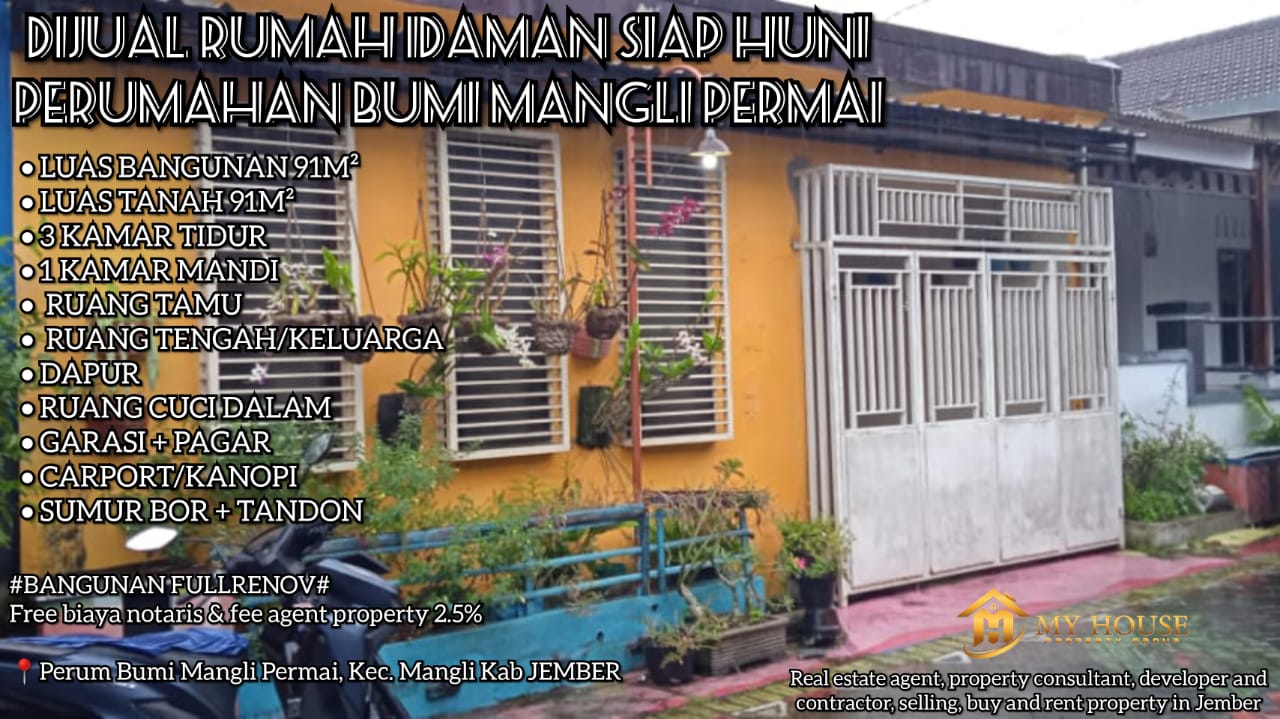 DIJUAL RUMAH IDAMAN SIAP HUNI
PERUMAHAN BUMI MANGLI PERMAI
• LUAS BANGUNAN 91M²
• LUAS TANAH 91M²
• 3 KAMAR TIDUR
• 1 KAMAR MANDI
• RUANG TAMU
• RUANG TENGAH/KELUARGA
• DAPUR
• RUANG CUCI DALAM
• GARASI + PAGAR
• CARPORT/KANOPI
• SUMUR BOR + TANDON
#BANGUNAN FULLRENOV#
Free biaya notaris & fee agent property 2.5%
📍Perum Bumi Mangli Permai, Kec. Mangli Kab JEMBER
MY HOUSE
PROPERTY GROUP
Real estate agent, property consultant, developer and
contractor, selling, buy and rent property in Jember